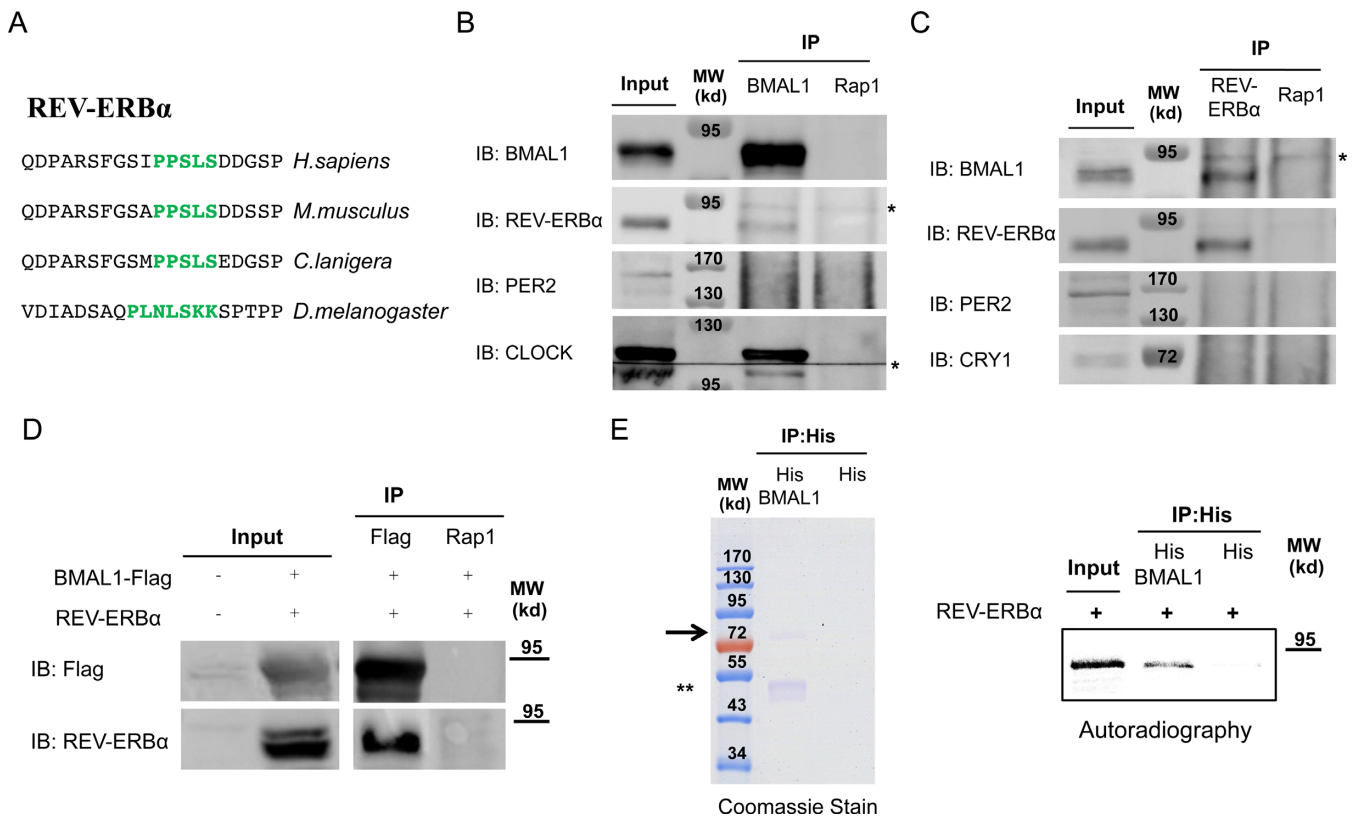 A
REV-ERBα
QDPARSFGSIPPSLSDDGSP H.sapiens
QDPARSFGSAPPSLSDDSSP M.musculus
QDPARSFGSMPPSLSEDGSP C.lanigera
VDIADSAQPLNLSKKSPTPP D.melanogaster
B
IP
Input MW (kd) BMAL1 Rap1
IB: BMAL1 95
IB: REV-ERBα 95 *
IB: PER2 170
130
IB: CLOCK 130
95 *
C
IP
Input MW (kd) REV-ERBα Rap1
IB: BMAL1 95 *
IB: REV-ERBα 95
IB: PER2 170
130
IB: CRY1 72
D
IP
Input Flag Rap1
BMAL1-Flag - + + + MW
REV-ERBα - + + + (kd)
IB: Flag 95
IB: REV-ERBα 95
E
IP:His
MW (kd) His BMAL1 His
170
130
95
72
55
**
43
34
Coomassie Stain
IP:His
Input His BMAL1 His MW (kd)
REV-ERBα + + + 95
Autoradiography